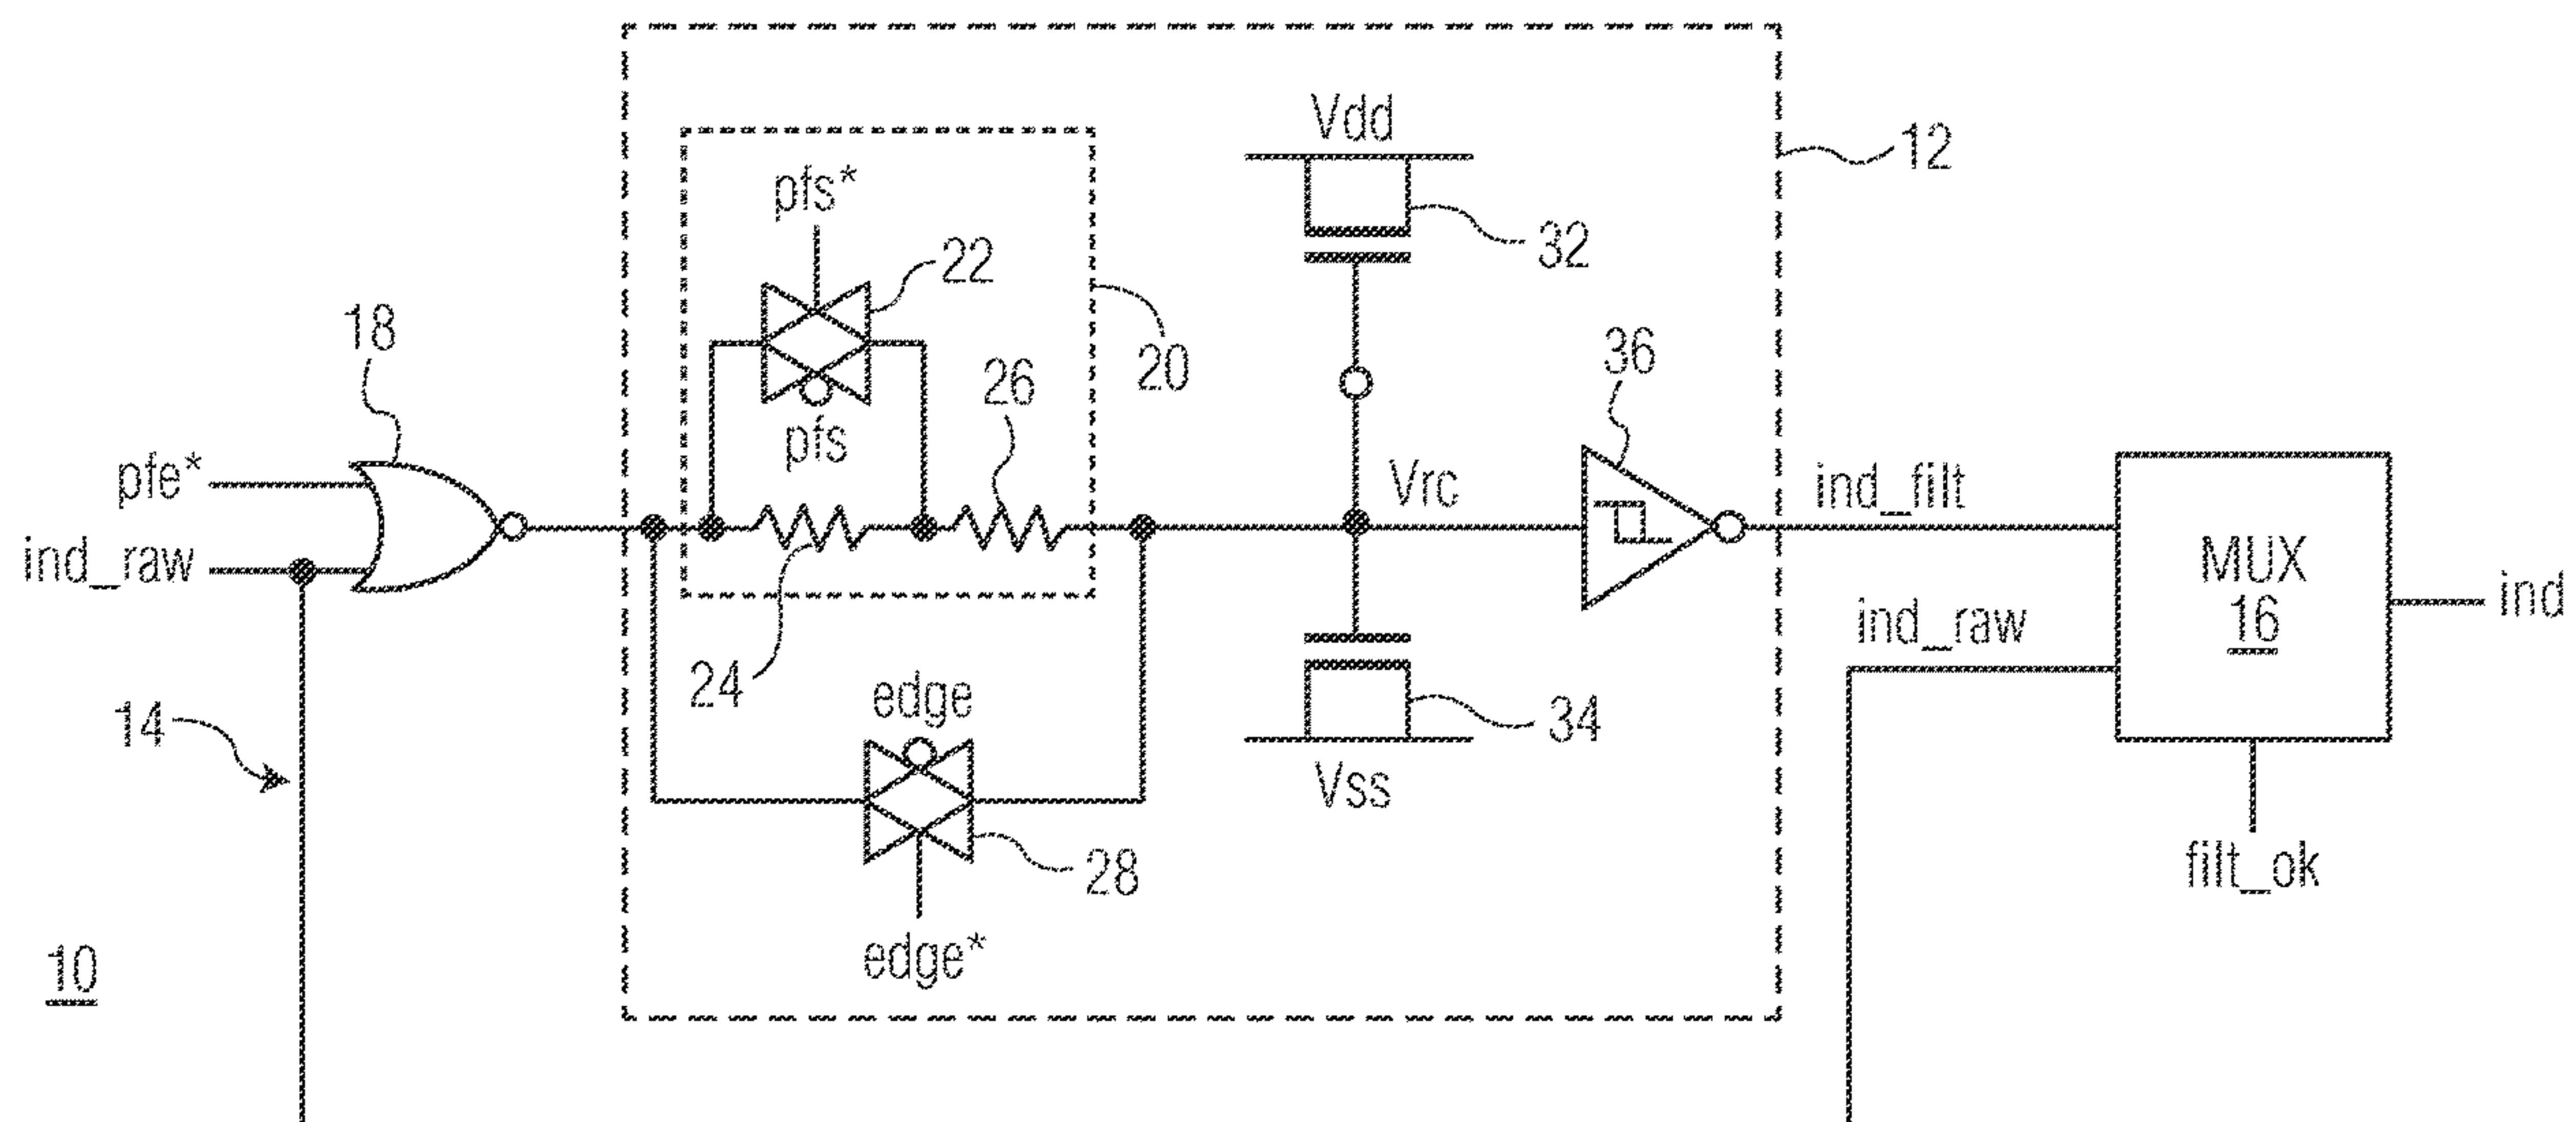 Vdd
12
pfs*
22
32
18
20
36
26
pfs
pfe*
Vrc
ind_filt
ind_raw
MUX
16
ind
ind_raw
24
edge
14
34
Vss
28
filt_ok
edge*
10